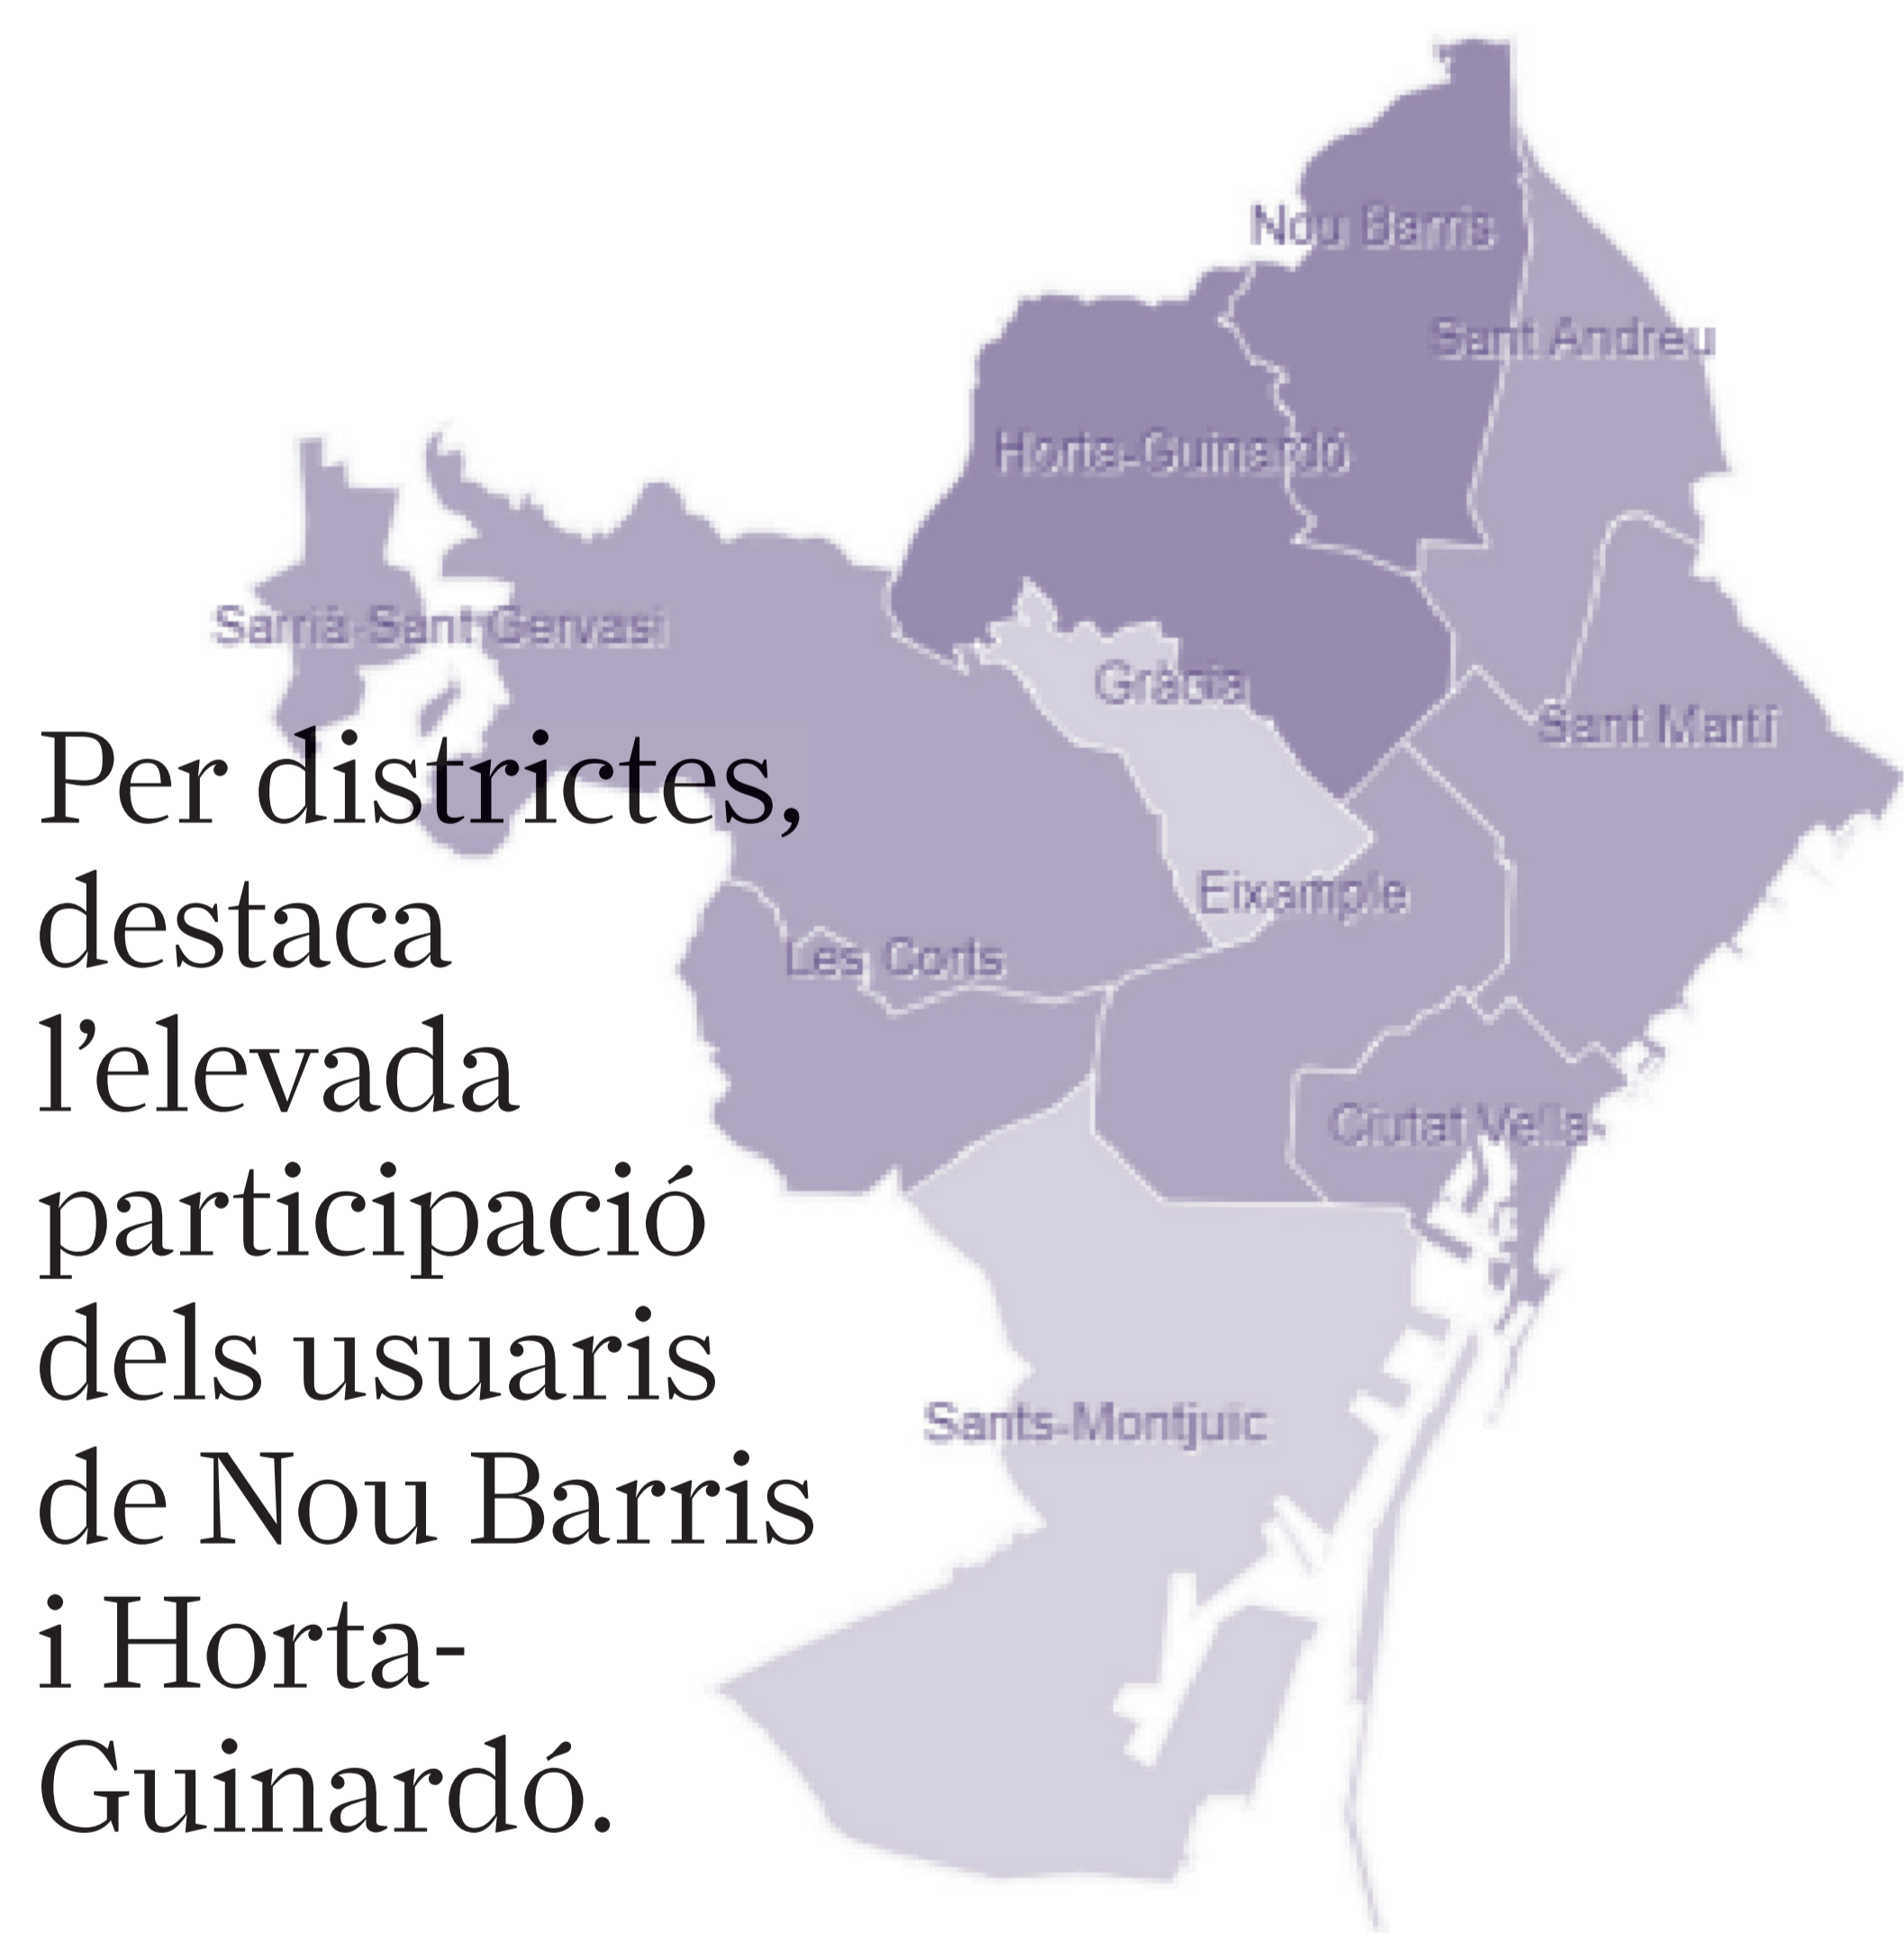 Nou Barris
Sant Andreu
Horta-Guinardó
Sarrià-Sant Gervasi
Gràcia
Sant Martí
Eixample
Les Corts
Ciutat Vella
Sants-Montjuïc
Per districtes,
destaca
l’elevada
participació
dels usuaris
de Nou Barris
i Horta-
Guinardó.